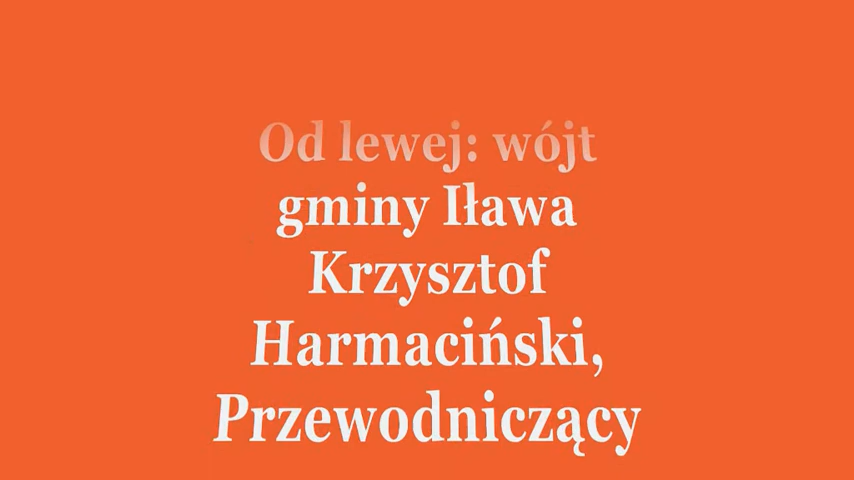 Od lewej: wójt
gminy Iława
Krzysztof
Harmaciński,
Przewodniczący